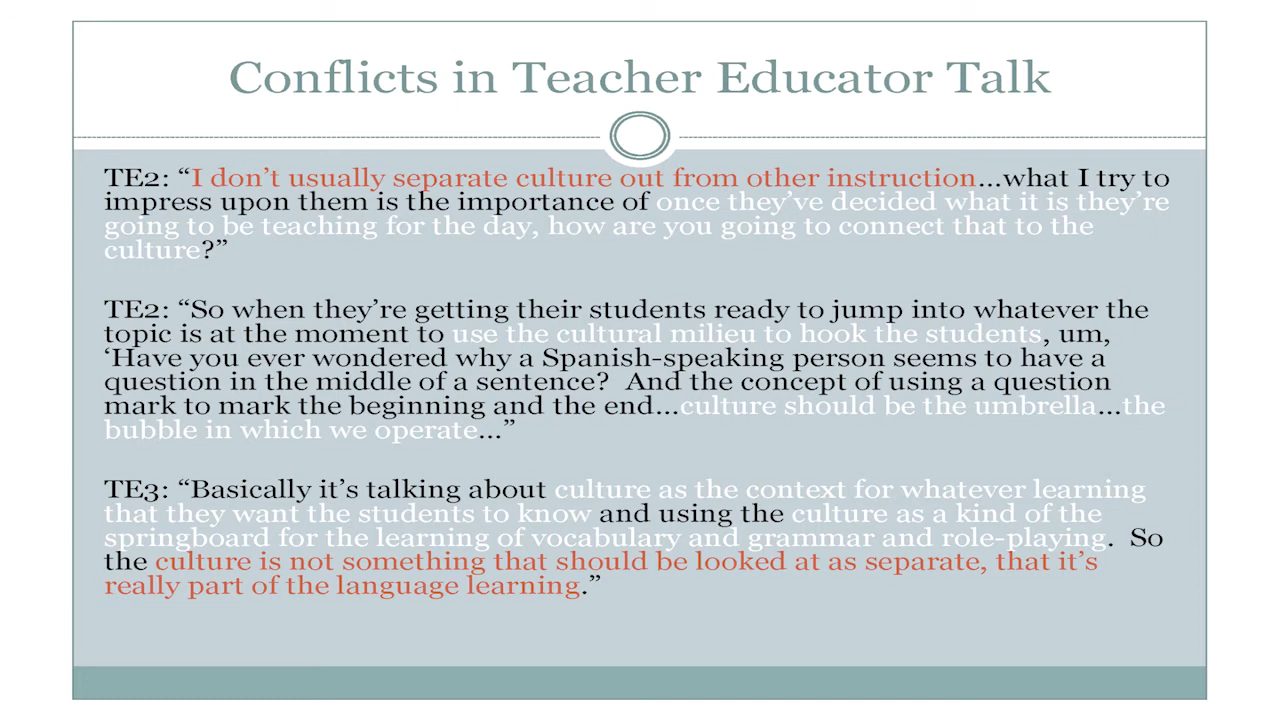 Conflicts in Teacher Educator Talk
TE2: “I don’t usually separate culture out from other instruction…what I try to
impress upon them is the importance of once they’ve decided what it is they’re
going to be teaching for the day, how are you going to connect that to the
culture?”
TE2: “So when they’re getting their students ready to jump into whatever the
topic is at the moment to use the cultural milieu to hook the students, um,
‘Have you ever wondered why a Spanish-speaking person seems to have a
question in the middle of a sentence?  And the concept of using a question
mark to mark the beginning and the end…culture should be the umbrella…the
bubble in which we operate…”
TE3: “Basically it’s talking about culture as the context for whatever learning
that they want the students to know and using the culture as a kind of the
springboard for the learning of vocabulary and grammar and role-playing.  So
the culture is not something that should be looked at as separate, that it’s
really part of the language learning.”